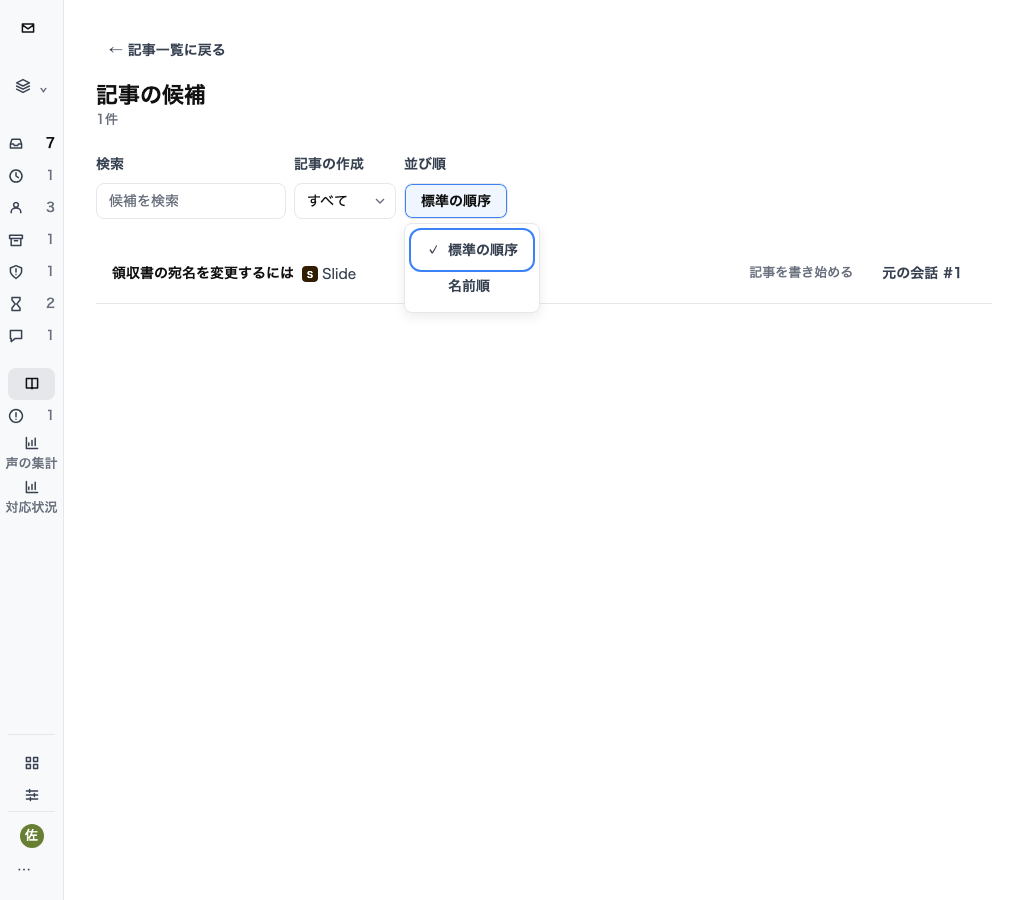 ← 記事一覧に戻る
記事の候補
1件
検索
記事の作成
並び順
候補を検索
すべて
標準の順序
✓ 標準の順序
名前順
領収書の宛名を変更するには S Slide
記事を書き始める
元の会話 #1
7
1
3
1
1
2
1
1
声の集計
対応状況
佐
…